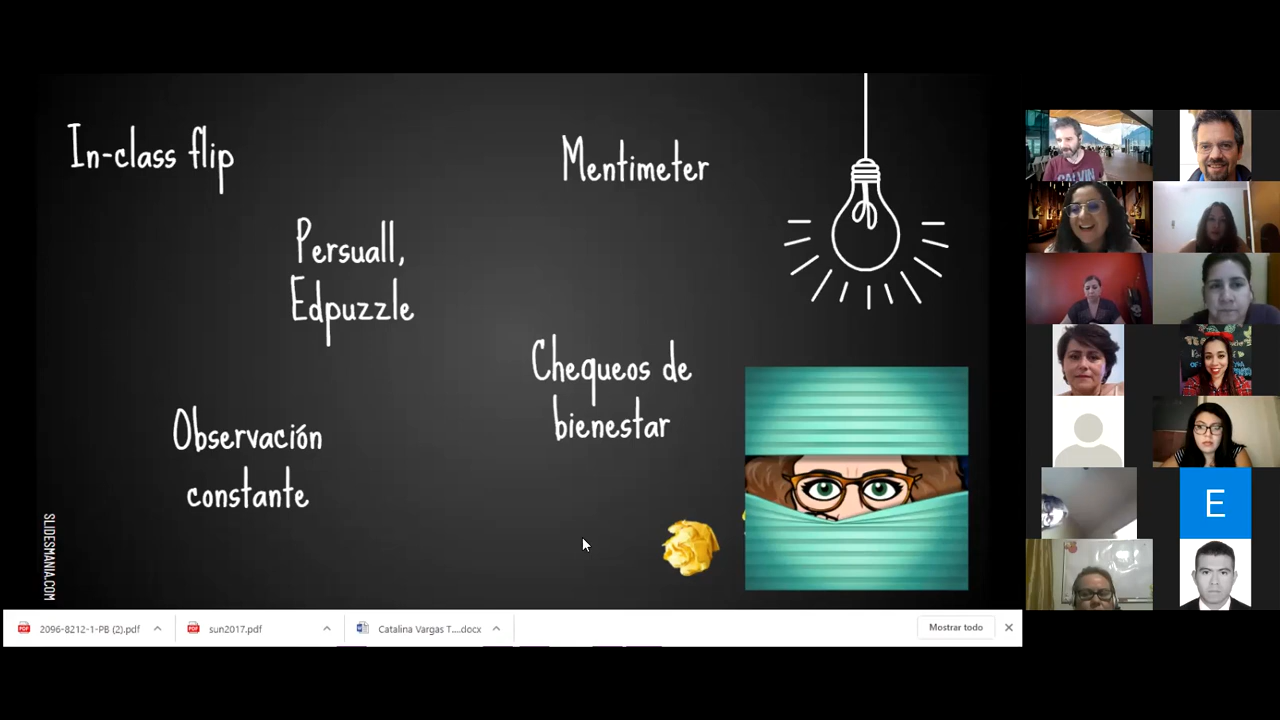 In-class flip
Mentimeter
Persuall,
Edpuzzle
Chequeos de
bienestar
Observación
constante
SLIDESMANIA.COM
CALVIN
E
2096-8212-1-PB (2).pdf
sun2017.pdf
Catalina Vargas T....docx
Mostrar todo